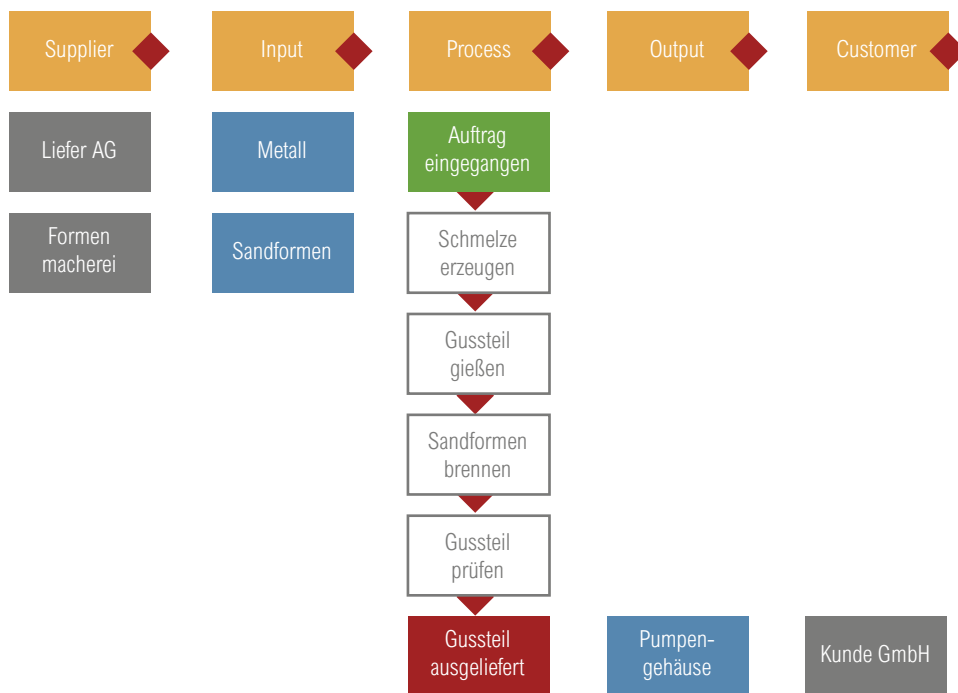 Supplier
Input
Process
Output
Customer
Liefer AG
Metall
Auftrag
eingegangen
Formen
macherei
Sandformen
Schmelze
erzeugen
Gussteil
gießen
Sandformen
brennen
Gussteil
prüfen
Gussteil
ausgeliefert
Pumpen-
gehäuse
Kunde GmbH